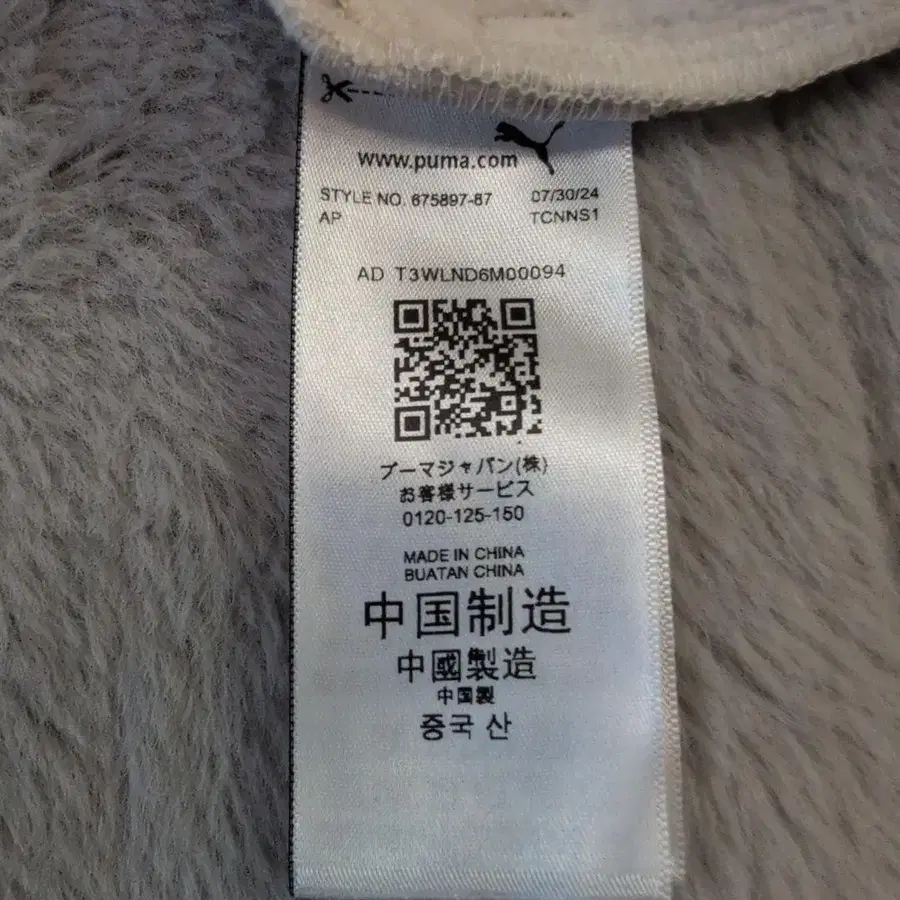 www.puma.com
STYLE NO. 675897-87 07/30/24
AP TCNNS1
AD T3WLND6M00094
プーマジャパン(株)
お客様サービス
0120-125-150
MADE IN CHINA
BUATAN CHINA
中国制造
中國製造
中国製
중국 산